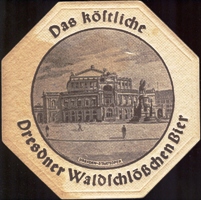 Das köstliche
Dresdner Waldschlößchen Bier